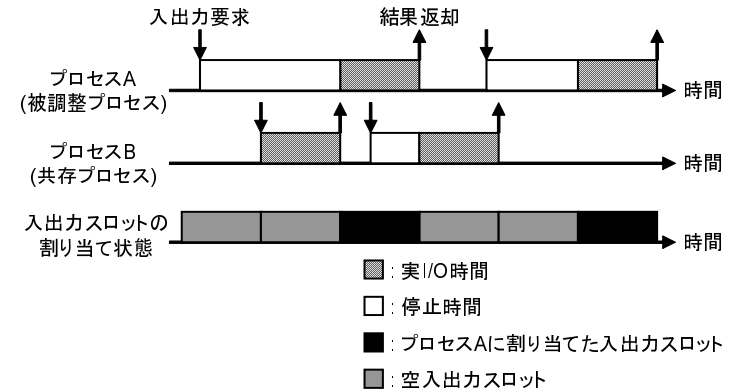 入出力要求
結果返却
プロセスA
(被調整プロセス)
時間
プロセスB
(共存プロセス)
時間
入出力スロットの
割り当て状態
時間
: 実I/O時間
: 停止時間
: プロセスAに割り当てた入出力スロット
: 空入出力スロット